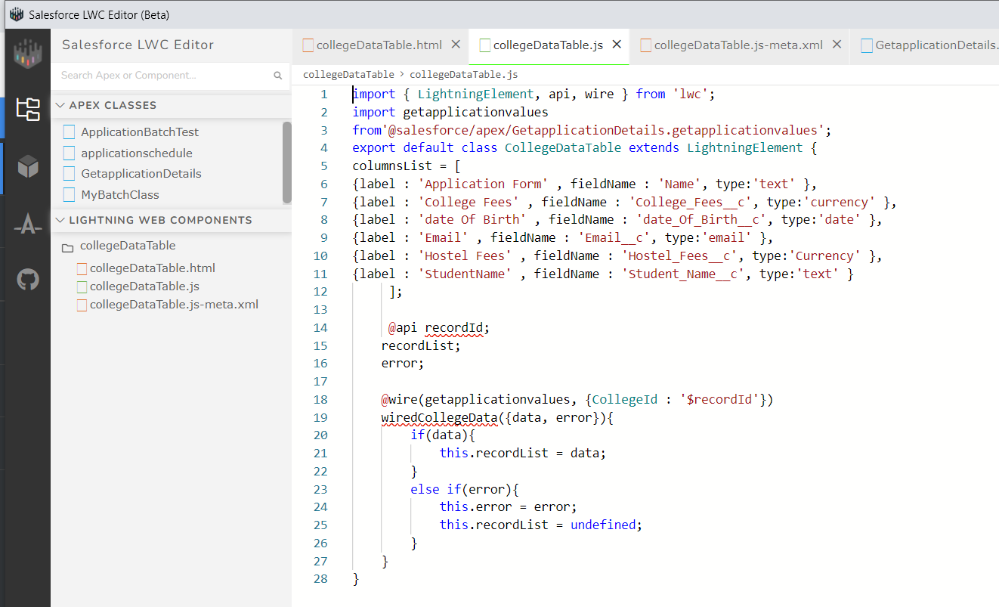 Salesforce LWC Editor (Beta)
Salesforce LWC Editor
Search Apex or Component...
APEX CLASSES
ApplicationBatchTest
applicationschedule
GetapplicationDetails
MyBatchClass
LIGHTNING WEB COMPONENTS
collegeDataTable
collegeDataTable.html
collegeDataTable.js
collegeDataTable.js-meta.xml
collegeDataTable.html × collegeDataTable.js × collegeDataTable.js-meta.xml × GetapplicationDetails.
collegeDataTable > collegeDataTable.js
1 import { LightningElement, api, wire } from 'lwc';
2 import getapplicationvalues
3 from'@salesforce/apex/GetapplicationDetails.getapplicationvalues';
4 export default class CollegeDataTable extends LightningElement {
5 columnsList = [
6 {label : 'Application Form' , fieldName : 'Name', type:'text' },
7 {label : 'College Fees' , fieldName : 'College_Fees__c', type:'currency' },
8 {label : 'date Of Birth' , fieldName : 'date_Of_Birth__c', type:'date' },
9 {label : 'Email' , fieldName : 'Email__c', type:'email' },
10 {label : 'Hostel Fees' , fieldName : 'Hostel_Fees__c', type:'Currency' },
11 {label : 'StudentName' , fieldName : 'Student_Name__c', type:'text' }
12 ];
13
14 @api recordId;
15 recordList;
16 error;
17
18 @wire(getapplicationvalues, {CollegeId : '$recordId'})
19 wiredCollegeData({data, error}){
20 if(data){
21 this.recordList = data;
22 }
23 else if(error){
24 this.error = error;
25 this.recordList = undefined;
26 }
27 }
28 }